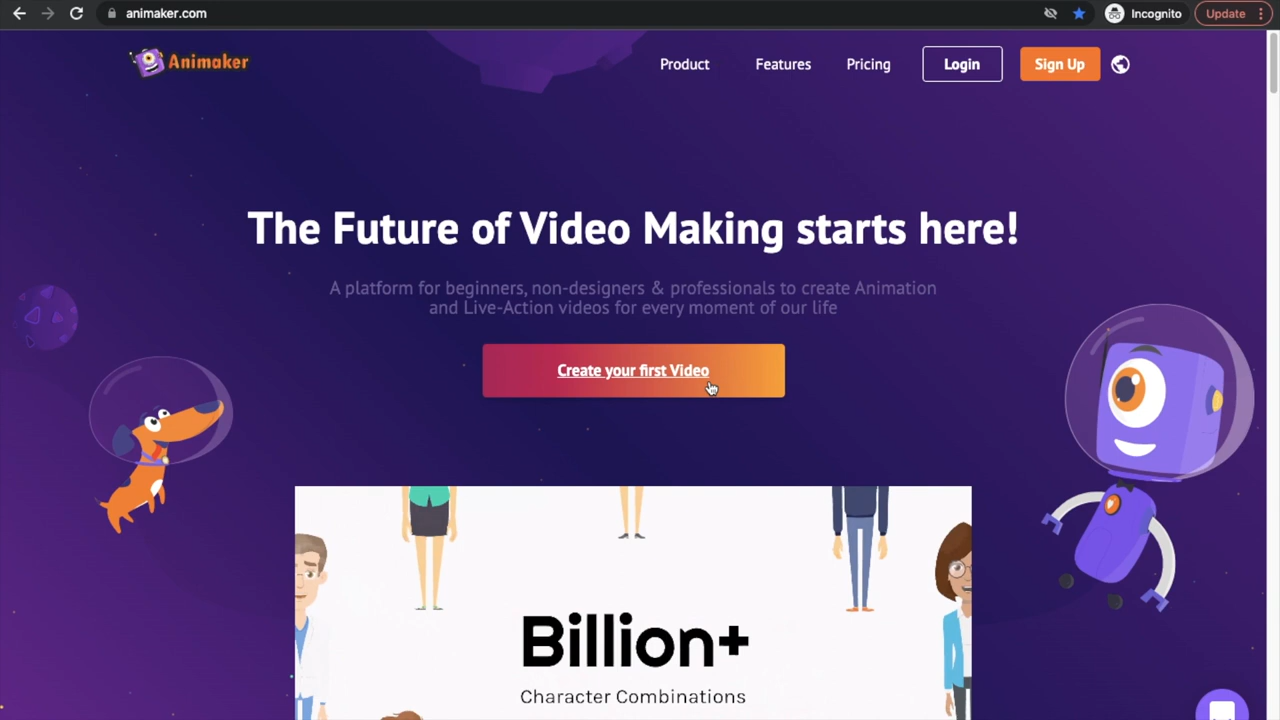 animaker.com
Incognito
Update
Animaker
Product
Features
Pricing
Login
Sign Up
The Future of Video Making starts here!
A platform for beginners, non-designers & professionals to create Animation
and Live-Action videos for every moment of our life
Create your first Video
Billion+
Character Combinations